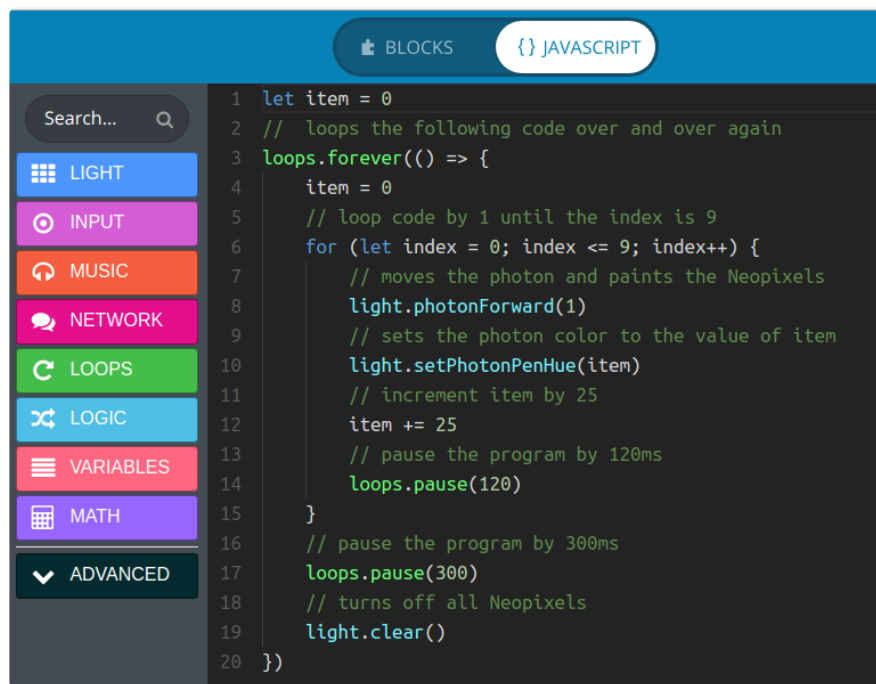 BLOCKS
{ } JAVASCRIPT
Search...
LIGHT
INPUT
MUSIC
NETWORK
LOOPS
LOGIC
VARIABLES
MATH
ADVANCED
1 let item = 0
2 //  loops the following code over and over again
3 loops.forever(() => {
4     item = 0
5     // loop code by 1 until the index is 9
6     for (let index = 0; index <= 9; index++) {
7         // moves the photon and paints the Neopixels
8         light.photonForward(1)
9         // sets the photon color to the value of item
10         light.setPhotonPenHue(item)
11         // increment item by 25
12         item += 25
13         // pause the program by 120ms
14         loops.pause(120)
15     }
16     // pause the program by 300ms
17     loops.pause(300)
18     // turns off all Neopixels
19     light.clear()
20 })